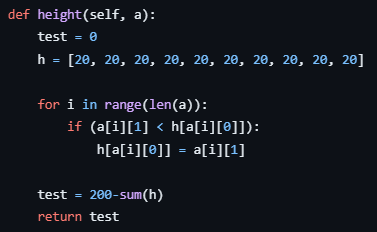 def height(self, a):
    test = 0
    h = [20, 20, 20, 20, 20, 20, 20, 20, 20, 20]

    for i in range(len(a)):
        if (a[i][1] < h[a[i][0]]):
            h[a[i][0]] = a[i][1]

    test = 200-sum(h)
    return test